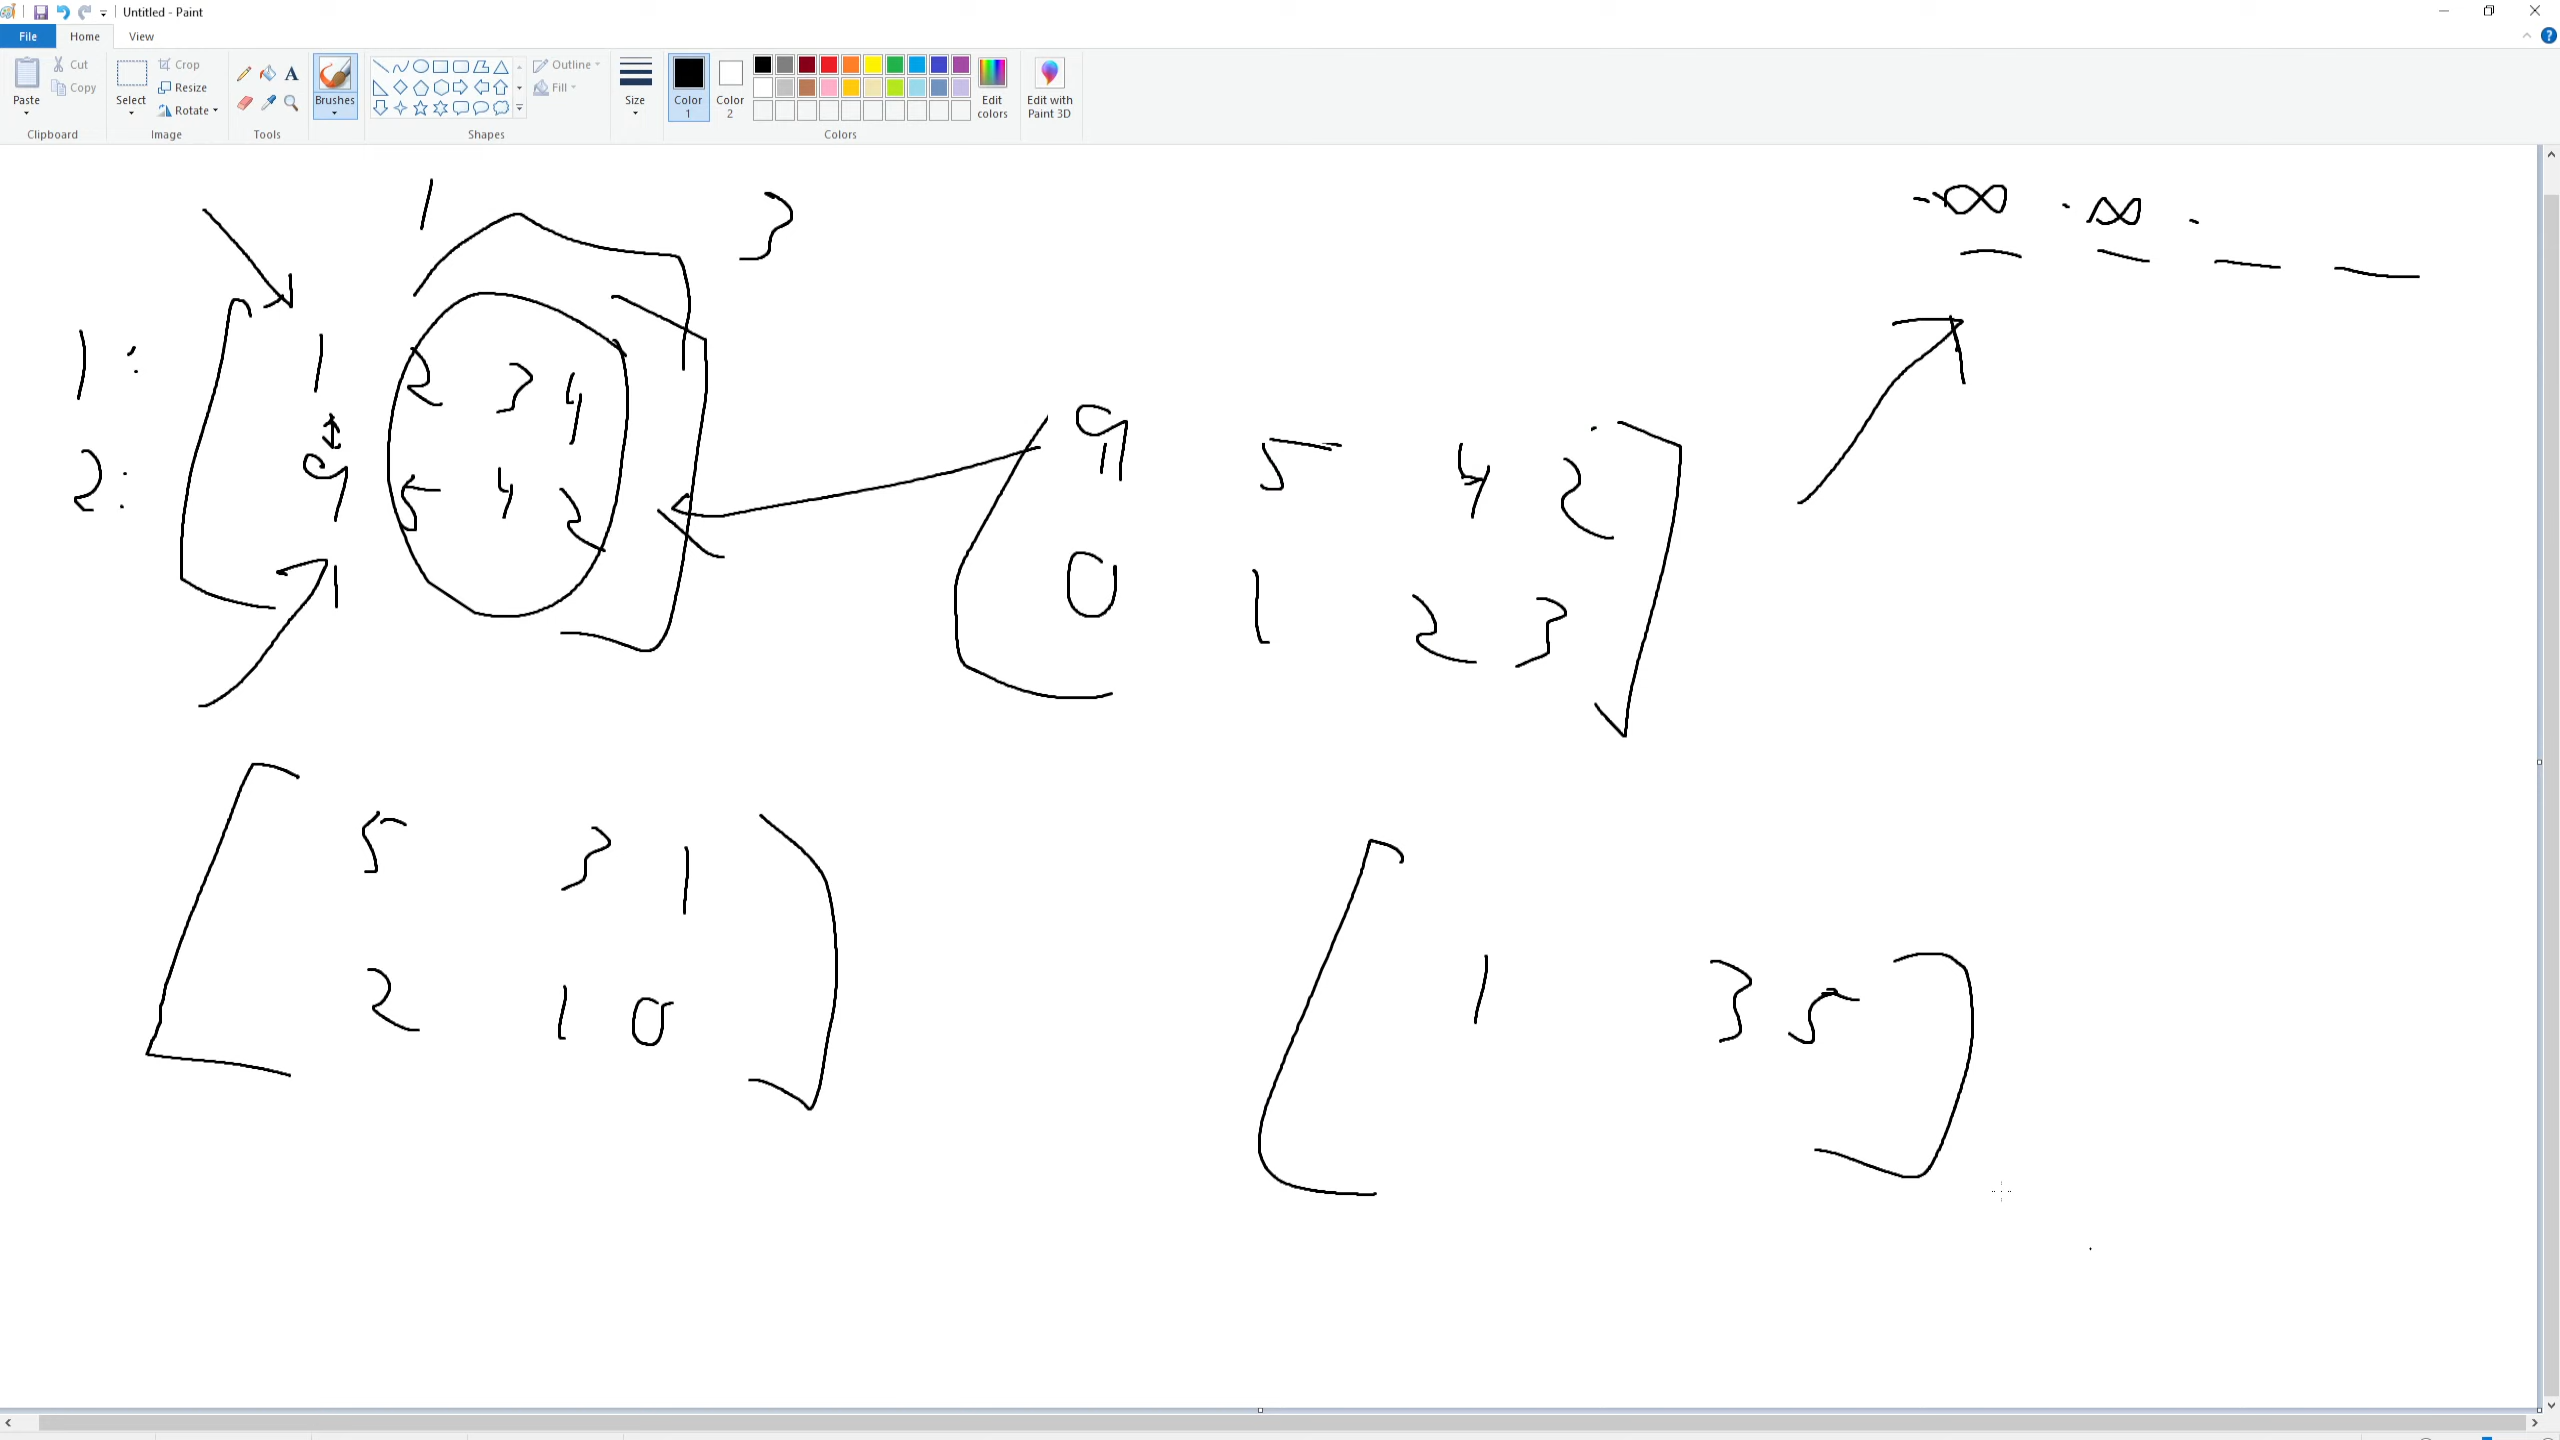 Untitled - Paint
File Home View
Paste Cut Copy Clipboard
Select Crop Resize Rotate Image
Tools
Brushes
Shapes Outline Fill
Size
Color 1 Color 2 Edit colors Colors
Edit with Paint 3D
1 3
-∞ -∞ -
1: 1 2 3 4
2: 9 5 4 2
1
9 5 4 2
0 1 2 3
5 3 1
2 1 0
1 3 5